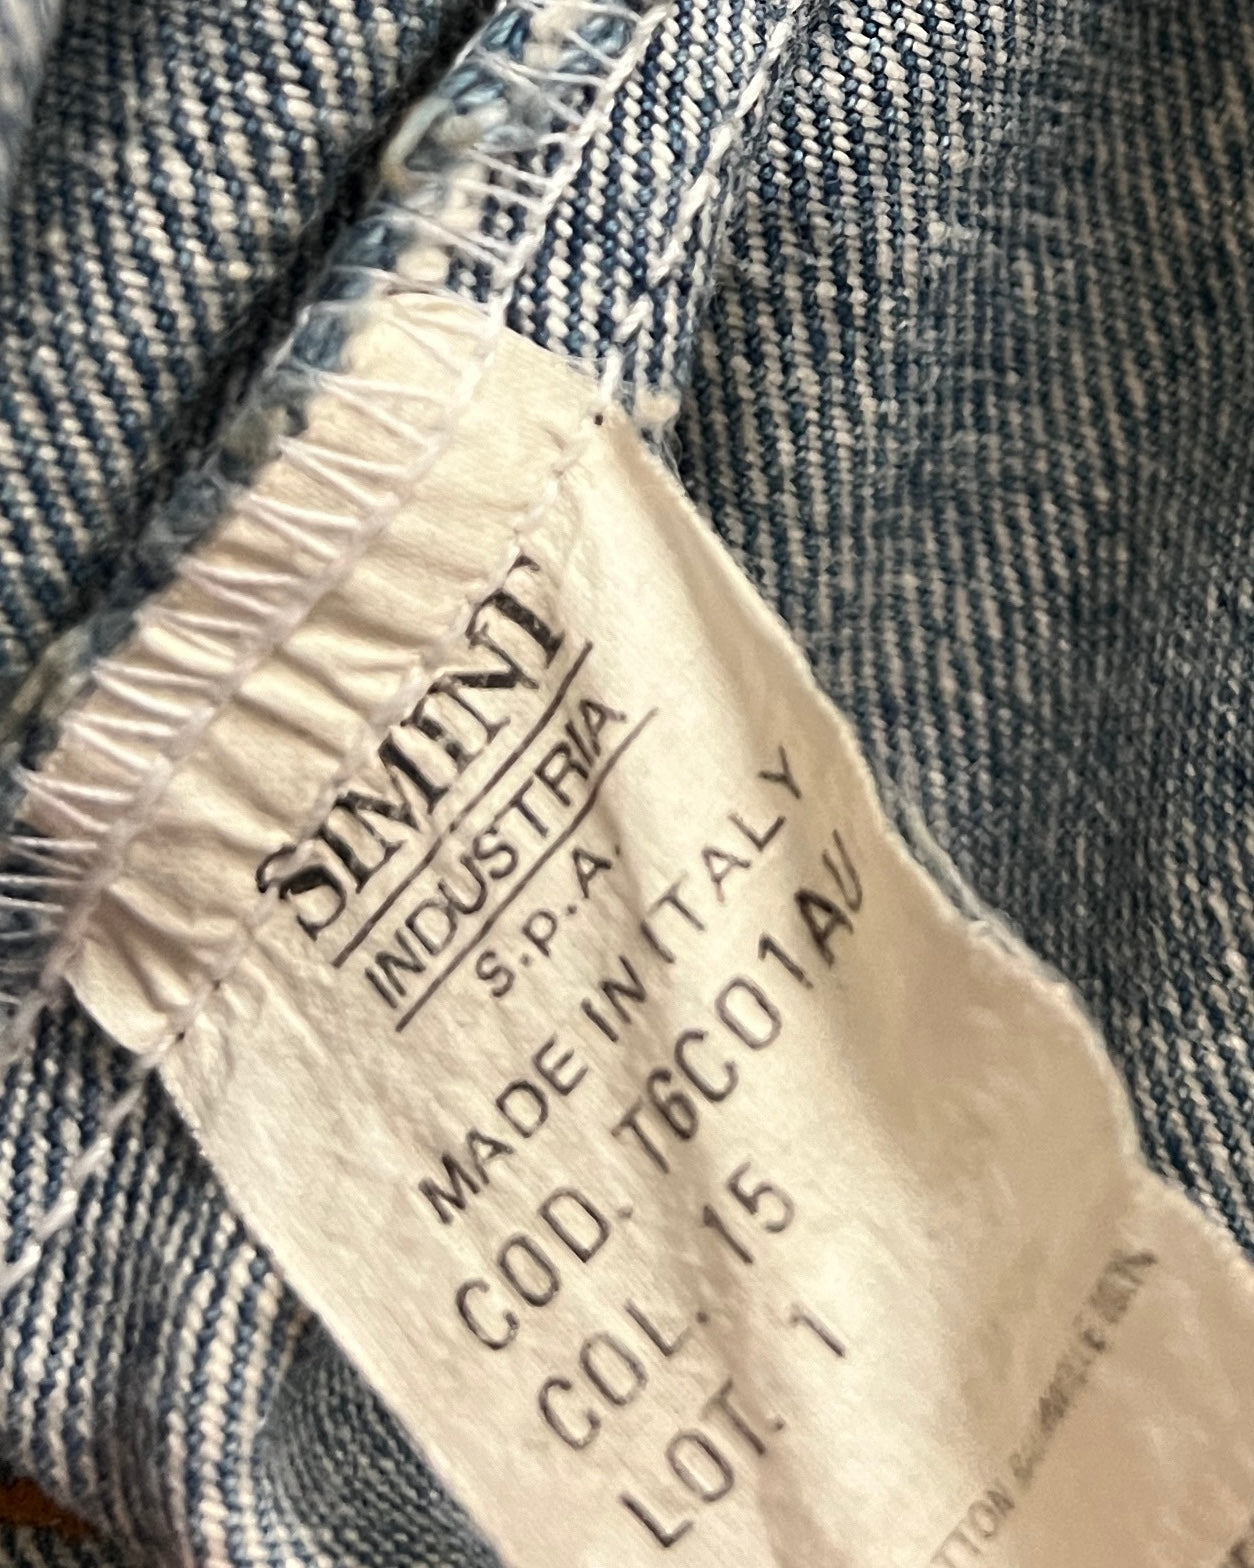 SIMINT
INDUSTRIA
S.P.A.
MADE IN ITALY
COD. T6C01AU
COL. 15
LOT. 1